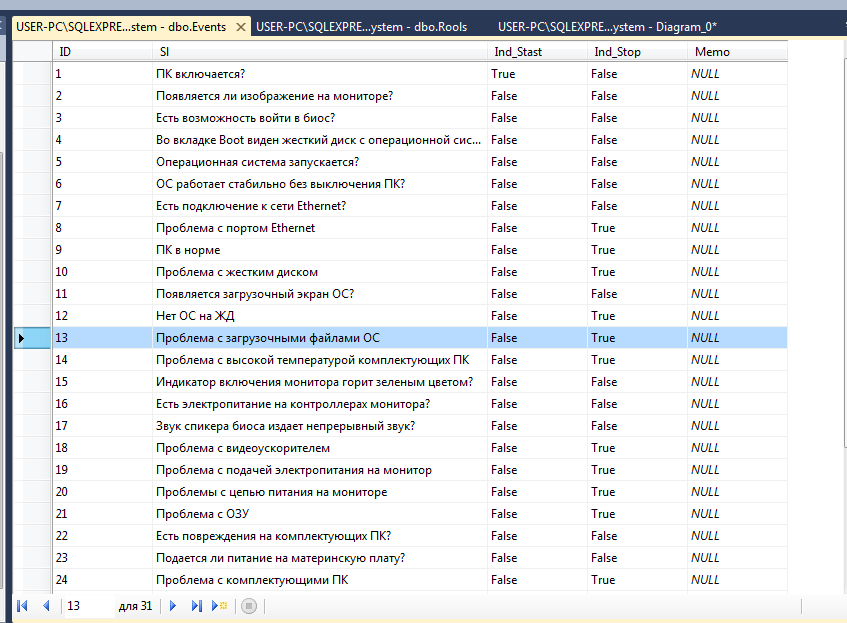 USER-PC\SQLEXPRE...stem - dbo.Events USER-PC\SQLEXPRE...ystem - dbo.Rools USER-PC\SQLEXPRE...ystem - Diagram_0*
ID SI Ind_Stast Ind_Stop Memo
1 ПК включается? True False NULL
2 Появляется ли изображение на мониторе? False False NULL
3 Есть возможность войти в биос? False False NULL
4 Во вкладке Boot виден жесткий диск с операционной сис... False False NULL
5 Операционная система запускается? False False NULL
6 ОС работает стабильно без выключения ПК? False False NULL
7 Есть подключение к сети Ethernet? False False NULL
8 Проблема с портом Ethernet False True NULL
9 ПК в норме False True NULL
10 Проблема с жестким диском False True NULL
11 Появляется загрузочный экран ОС? False False NULL
12 Нет ОС на ЖД False True NULL
13 Проблема с загрузочными файлами ОС False True NULL
14 Проблема с высокой температурой комплектующих ПК False True NULL
15 Индикатор включения монитора горит зеленым цветом? False False NULL
16 Есть электропитание на контроллерах монитора? False False NULL
17 Звук спикера биоса издает непрерывный звук? False False NULL
18 Проблема с видеоускорителем False True NULL
19 Проблема с подачей электропитания на монитор False True NULL
20 Проблемы с цепью питания на мониторе False True NULL
21 Проблема с ОЗУ False True NULL
22 Есть повреждения на комплектующих ПК? False False NULL
23 Подается ли питание на материнскую плату? False False NULL
24 Проблема с комплектующими ПК False True NULL
13 для 31